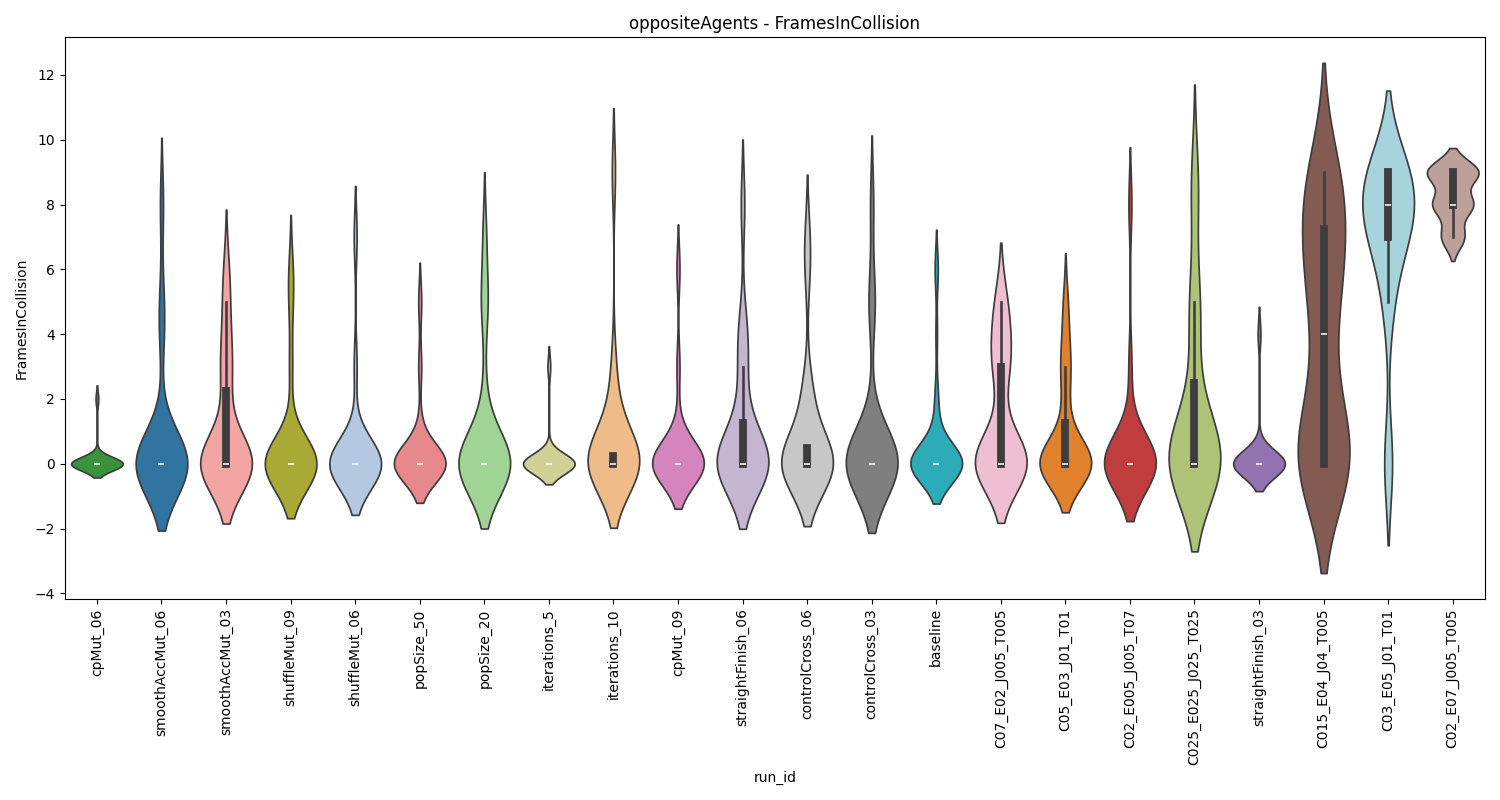 oppositeAgents - FramesInCollision
FramesInCollision
12
10
8
6
4
2
0
−2
−4
cpMut_06
smoothAccMut_06
smoothAccMut_03
shuffleMut_09
shuffleMut_06
popSize_50
popSize_20
iterations_5
iterations_10
cpMut_09
straightFinish_06
controlCross_06
controlCross_03
baseline
C07_E02_J005_T005
C05_E03_J01_T01
C02_E005_J005_T07
C025_E025_J025_T025
straightFinish_03
C015_E04_J04_T005
C03_E05_J01_T01
C02_E07_J005_T005
run_id